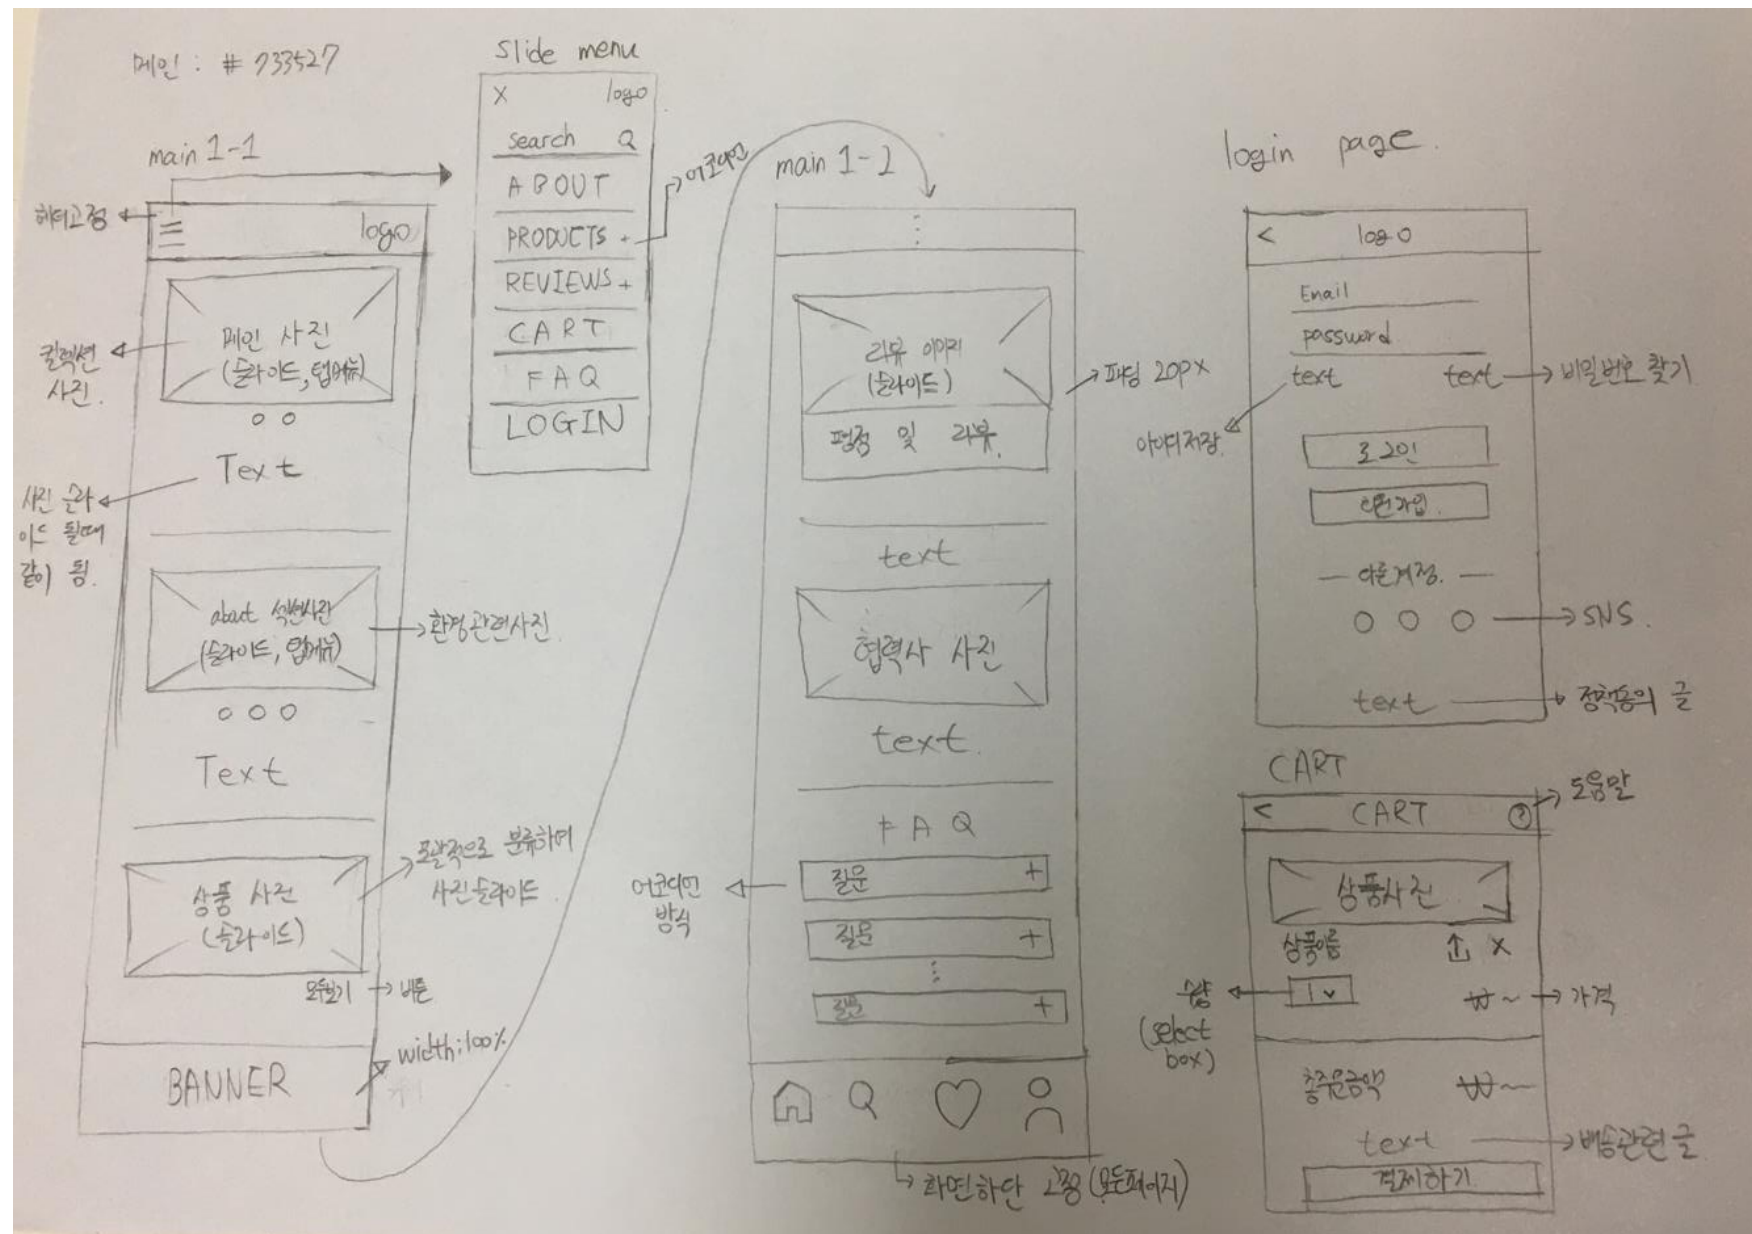 메인 : # 733527
main 1-1
헤더고정
logo
메인 사진
(슬라이드, 탭메뉴)
컬렉션
사진.
Text
사진 슬라
이드 될때
같이 됨.
about 섹션사진
(슬라이드, 탭메뉴)
환경관련사진
Text
상품 사진
(슬라이드)
포괄적으로 분류하여
사진슬라이드
모두보기
버튼
BANNER
width:100%
slide menu
X
logo
search
ABOUT
PRODUCTS +
어코디언
REVIEWS +
CART
FAQ
LOGIN
main 1-2
리뷰 이미지
(슬라이드)
평점 및 리뷰.
패딩 20px
text
협력사 사진
text.
FAQ
어코디언
방식
질문 +
질문 +
질문 +
화면하단 고정 (모든페이지)
login page.
< logo
Email
password
text
text
비밀번호 찾기
아이디저장.
로그인
회원가입.
— 다른계정. —
SNS.
text
정책동의 글
CART
< CART ?
도움말
상품사진
상품이름
X
1
수량
(select
box)
₩~
가격
총주문금액 ₩~
text
배송관련 글
결제하기